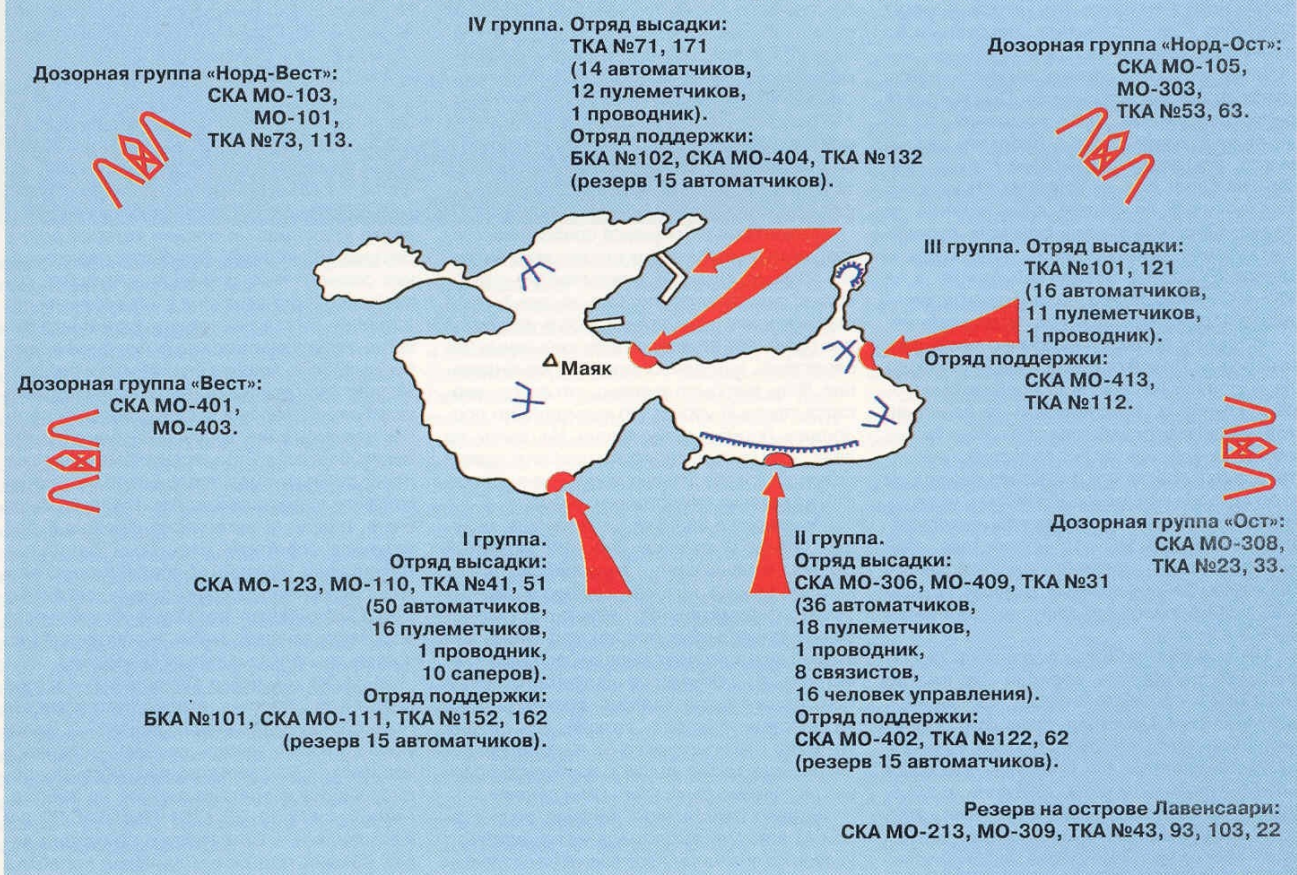 IV группа. Отряд высадки:
ТКА №71, 171
(14 автоматчиков,
12 пулеметчиков,
1 проводник).
Отряд поддержки:
БКА №102, СКА МО-404, ТКА №132
(резерв 15 автоматчиков).
Дозорная группа «Норд-Вест»:
СКА МО-103,
МО-101,
ТКА №73, 113.
Дозорная группа «Норд-Ост»:
СКА МО-105,
МО-303,
ТКА №53, 63.
III группа. Отряд высадки:
ТКА №101, 121
(16 автоматчиков,
11 пулеметчиков,
1 проводник).
Отряд поддержки:
СКА МО-413,
ТКА №112.
Маяк
Дозорная группа «Вест»:
СКА МО-401,
МО-403.
Дозорная группа «Ост»:
СКА МО-308,
ТКА №23, 33.
I группа.
Отряд высадки:
СКА МО-123, МО-110, ТКА №41, 51
(50 автоматчиков,
16 пулеметчиков,
1 проводник,
10 саперов).
Отряд поддержки:
БКА №101, СКА МО-111, ТКА №152, 162
(резерв 15 автоматчиков).
II группа.
Отряд высадки:
СКА МО-306, МО-409, ТКА №31
(36 автоматчиков,
18 пулеметчиков,
1 проводник,
8 связистов,
16 человек управления).
Отряд поддержки:
СКА МО-402, ТКА №122, 62
(резерв 15 автоматчиков).
Резерв на острове Лавенсаари:
СКА МО-213, МО-309, ТКА №43, 93, 103, 22